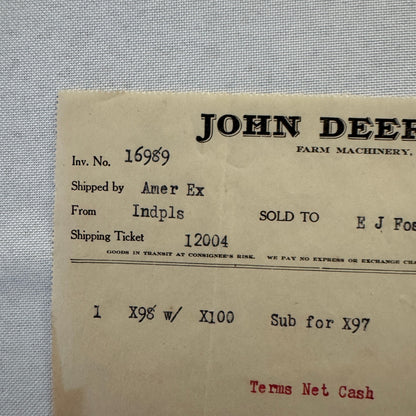 JOHN DEER
FARM MACHINERY,
Inv. No. 16989
Shipped by Amer Ex
From Indpls
SOLD TO E J Fos
Shipping Ticket 12004
GOODS IN TRANSIT AT CONSIGNEE'S RISK. WE PAY NO EXPRESS OR EXCHANGE CHA
1 X98 w/ X100 Sub for X97
Terms Net Cash